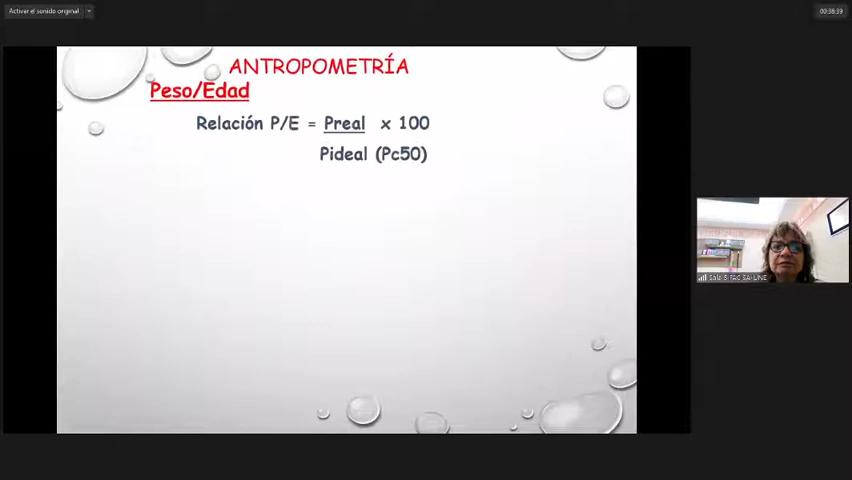 Activar el sonido original
00:38:39
ANTROPOMETRÍA
Peso/Edad
Relación P/E = Preal x 100
Pideal (Pc50)